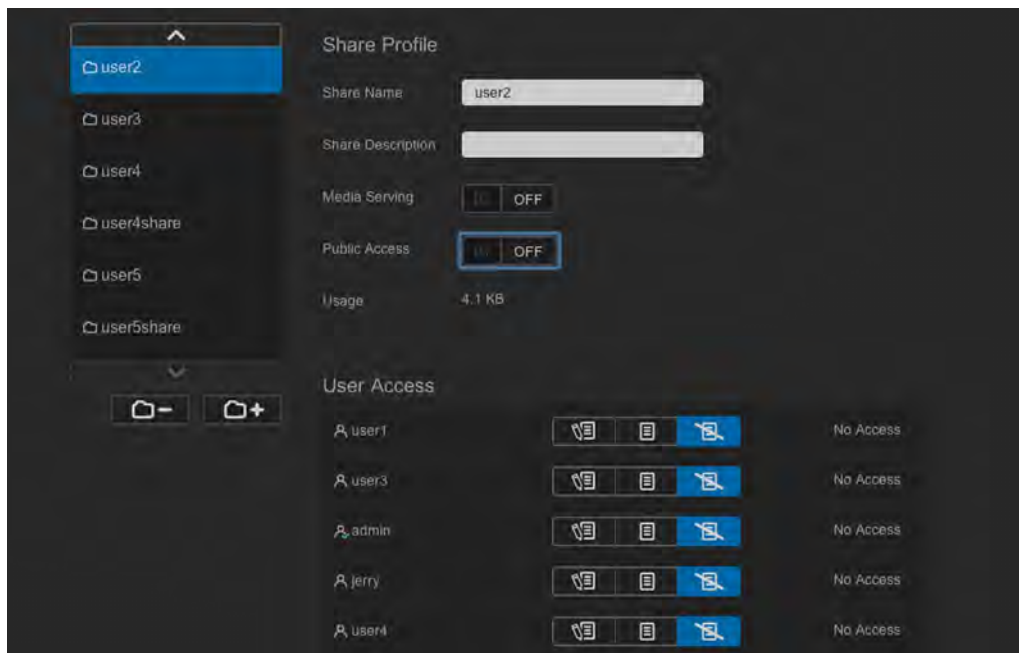 user2
user3
user4
user4share
user5
user5share
Share Profile
Share Name user2
Share Description
Media Serving OFF
Public Access OFF
Usage 4.1 KB
User Access
user1 No Access
user3 No Access
admin No Access
jerry No Access
user4 No Access